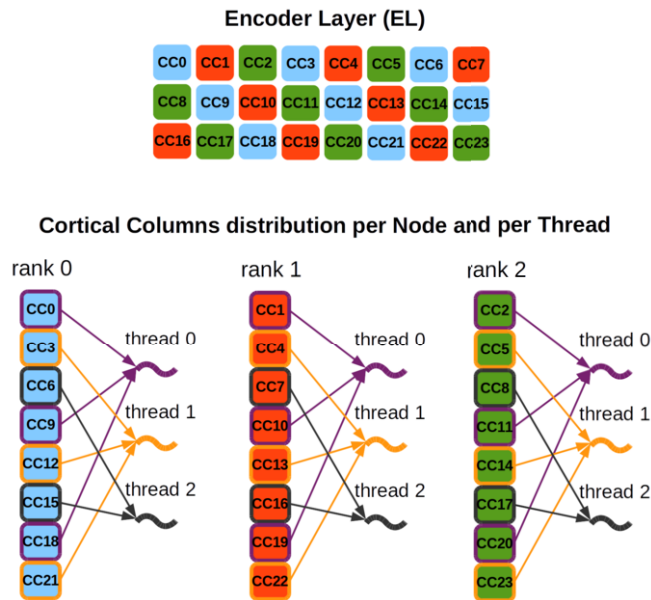 Encoder Layer (EL)
CC0 CC1 CC2 CC3 CC4 CC5 CC6 CC7
CC8 CC9 CC10 CC11 CC12 CC13 CC14 CC15
CC16 CC17 CC18 CC19 CC20 CC21 CC22 CC23
Cortical Columns distribution per Node and per Thread
rank 0
CC0
CC3
CC6
CC9
CC12
CC15
CC18
CC21
thread 0
thread 1
thread 2
rank 1
CC1
CC4
CC7
CC10
CC13
CC16
CC19
CC22
thread 0
thread 1
thread 2
rank 2
CC2
CC5
CC8
CC11
CC14
CC17
CC20
CC23
thread 0
thread 1
thread 2